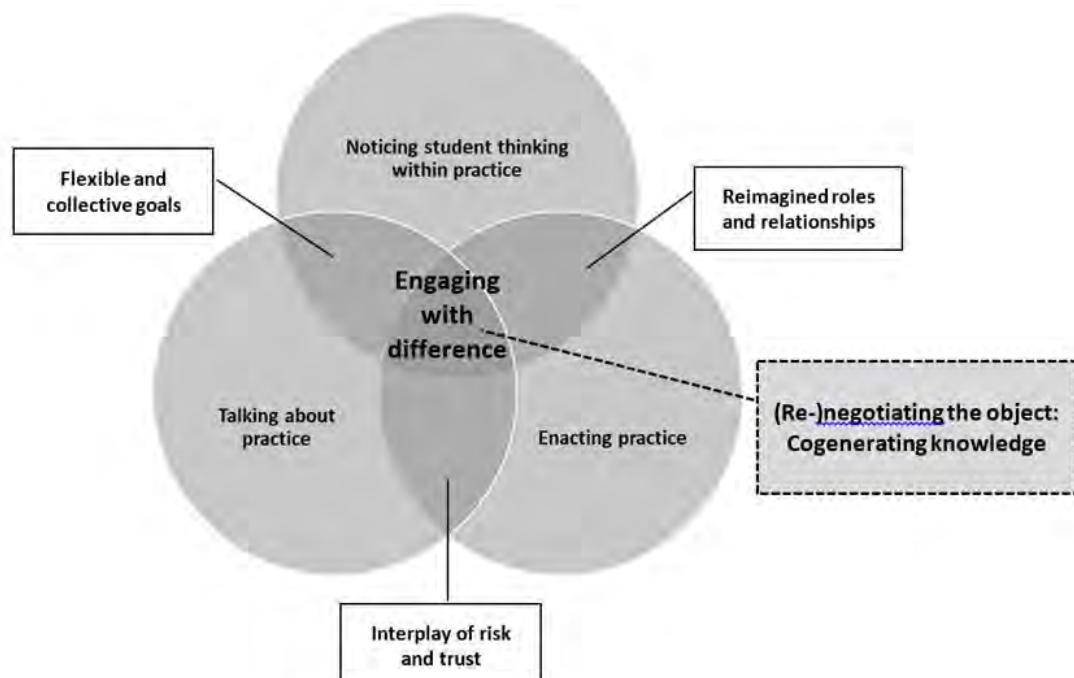 Noticing student thinking
within practice
Flexible and
collective goals
Reimagined roles
and relationships
Engaging
with
difference
Talking about
practice
Enacting practice
(Re-)negotiating the object:
Cogenerating knowledge
Interplay of risk
and trust